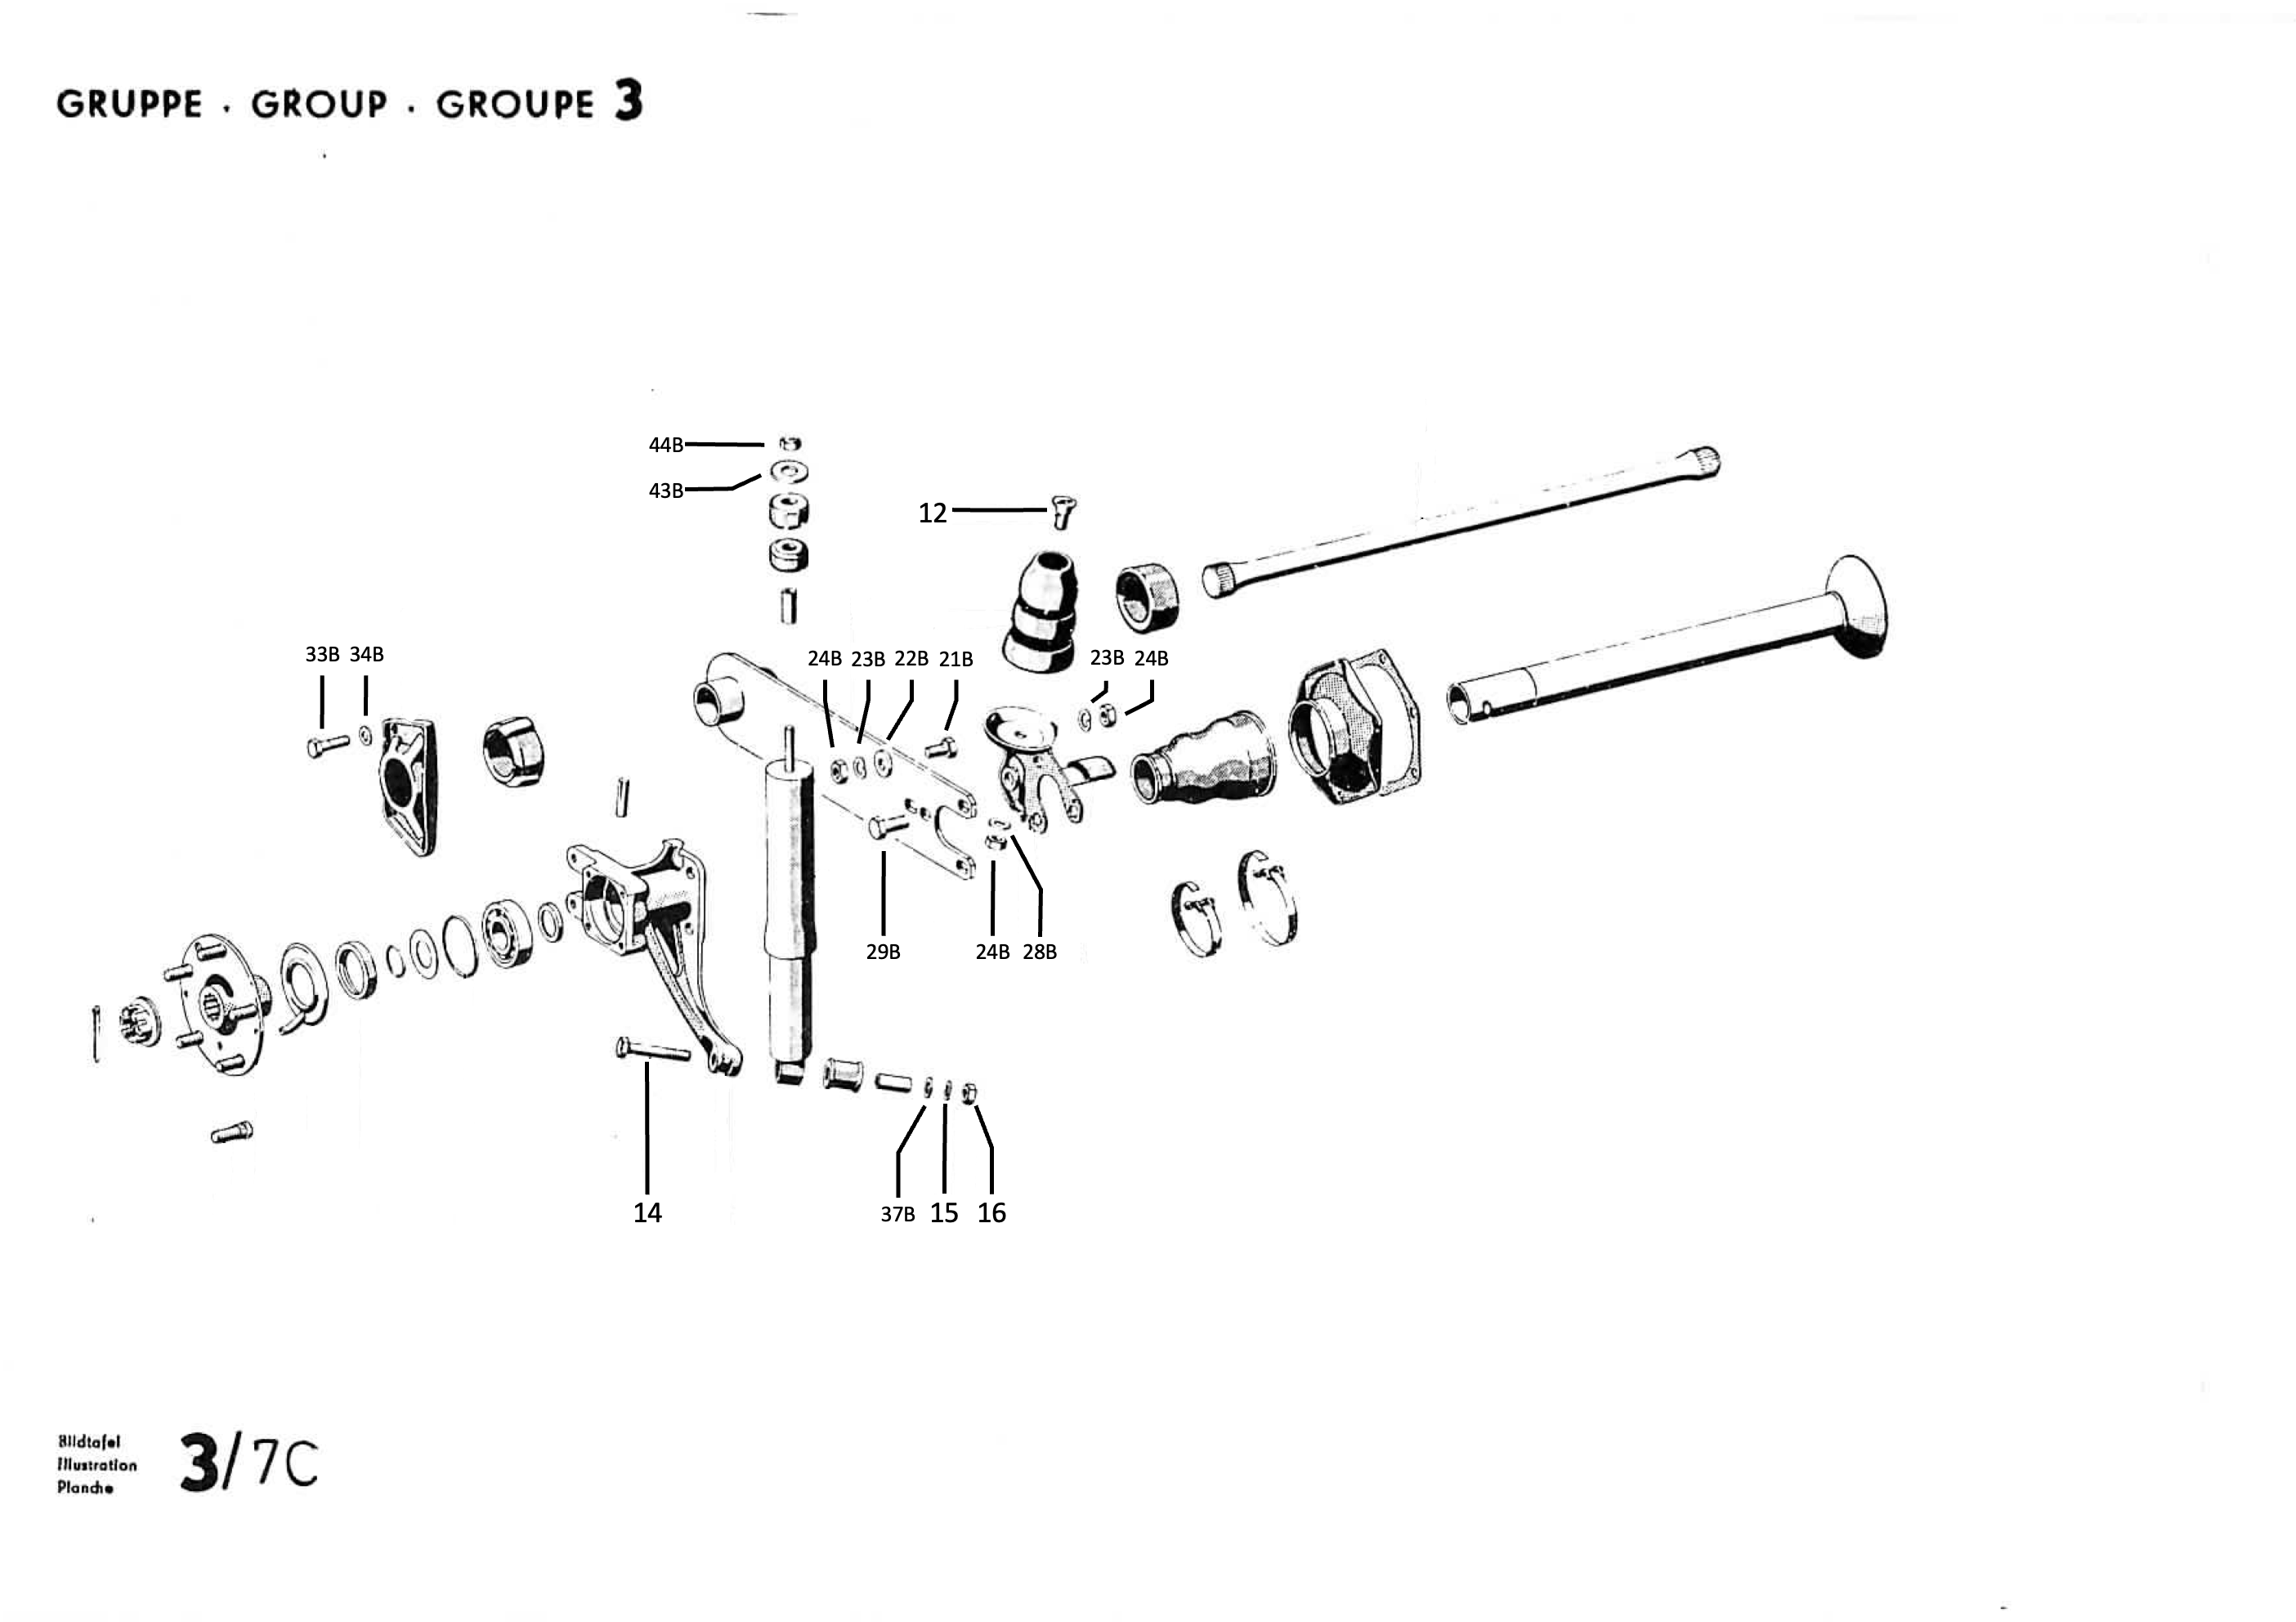 GRUPPE . GROUP . GROUPE 3
44B
43B
12
33B 34B
24B 23B 22B 21B
23B 24B
29B
24B 28B
14
37B 15 16
Bildtafel
Illustration
Planche
3/7C